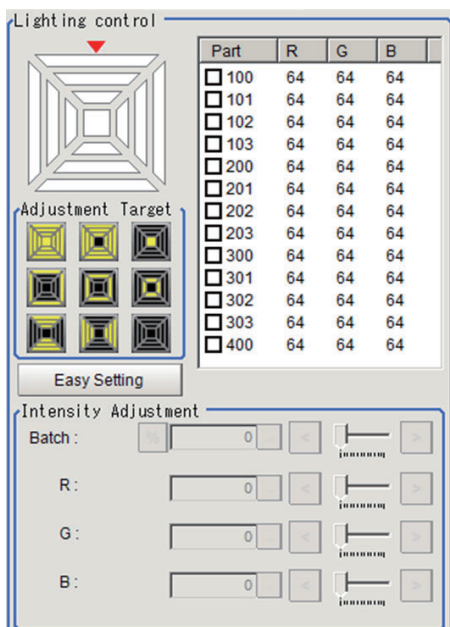 Lighting control
Part R G B
100 64 64 64
101 64 64 64
102 64 64 64
103 64 64 64
200 64 64 64
201 64 64 64
202 64 64 64
203 64 64 64
300 64 64 64
301 64 64 64
302 64 64 64
303 64 64 64
400 64 64 64
Adjustment Target
Easy Setting
Intensity Adjustment
Batch : % 0 .. < >
R : 0 .. < >
G : 0 .. < >
B : 0 .. < >